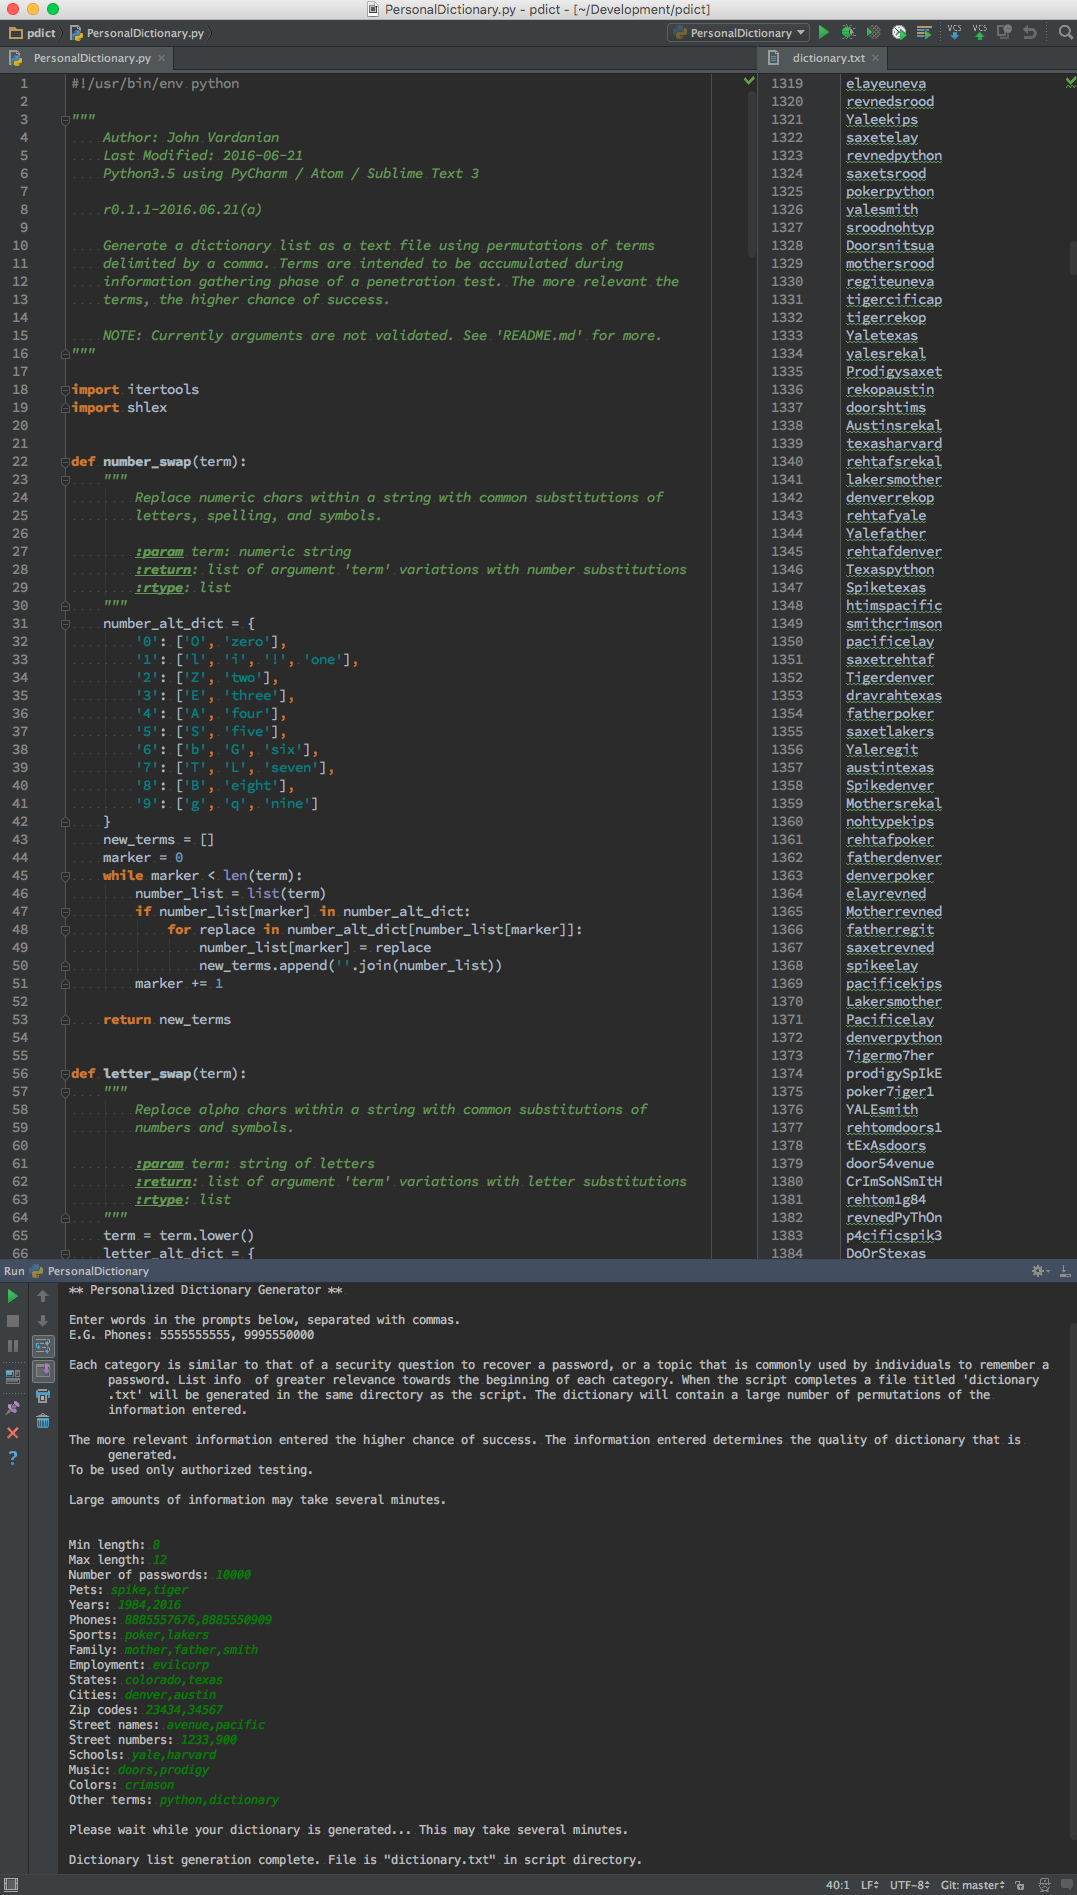 PersonalDictionary.py - pdict - [~/Development/pdict]
pdict
PersonalDictionary.py
PersonalDictionary
VCS
VCS
PersonalDictionary.py
dictionary.txt
1 #!/usr/bin/env python
2
3 """
4 Author: John Vardanian
5 Last Modified: 2016-06-21
6 Python3.5 using PyCharm / Atom / Sublime Text 3
7
8 r0.1.1-2016.06.21(a)
9
10 Generate a dictionary list as a text file using permutations of terms
11 delimited by a comma. Terms are intended to be accumulated during
12 information gathering phase of a penetration test. The more relevant the
13 terms, the higher chance of success.
14
15 NOTE: Currently arguments are not validated. See 'README.md' for more.
16 """
17
18 import itertools
19 import shlex
20
21
22 def number_swap(term):
23 """
24 Replace numeric chars within a string with common substitutions of
25 letters, spelling, and symbols.
26
27 :param term: numeric string
28 :return: list of argument 'term' variations with number substitutions
29 :rtype: list
30 """
31 number_alt_dict = {
32 '0': ['O', 'zero'],
33 '1': ['l', 'i', '!', 'one'],
34 '2': ['Z', 'two'],
35 '3': ['E', 'three'],
36 '4': ['A', 'four'],
37 '5': ['S', 'five'],
38 '6': ['b', 'G', 'six'],
39 '7': ['T', 'L', 'seven'],
40 '8': ['B', 'eight'],
41 '9': ['g', 'q', 'nine']
42 }
43 new_terms = []
44 marker = 0
45 while marker < len(term):
46 number_list = list(term)
47 if number_list[marker] in number_alt_dict:
48 for replace in number_alt_dict[number_list[marker]]:
49 number_list[marker] = replace
50 new_terms.append(''.join(number_list))
51 marker += 1
52
53 return new_terms
54
55
56 def letter_swap(term):
57 """
58 Replace alpha chars within a string with common substitutions of
59 numbers and symbols.
60
61 :param term: string of letters
62 :return: list of argument 'term' variations with letter substitutions
63 :rtype: list
64 """
65 term = term.lower()
66 letter_alt_dict = {
1319 elayeuneva
1320 revnedsrood
1321 Yaleekips
1322 saxetelay
1323 revnedpython
1324 saxetsrood
1325 pokerpython
1326 yalesmith
1327 sroodnohtyp
1328 Doorsnitsua
1329 mothersrood
1330 regiteuneva
1331 tigercificap
1332 tigerrekop
1333 Yaletexas
1334 yalesrekal
1335 Prodigysaxet
1336 rekopaustin
1337 doorshtims
1338 Austinsrekal
1339 texasharvard
1340 rehtafsrekal
1341 lakersmother
1342 denverrekop
1343 rehtafyale
1344 Yalefather
1345 rehtafdenver
1346 Texaspython
1347 Spiketexas
1348 htimspacific
1349 smithcrimson
1350 pacificelay
1351 saxetrehtaf
1352 Tigerdenver
1353 dravrahtexas
1354 fatherpoker
1355 saxetlakers
1356 Yaleregit
1357 austintexas
1358 Spikedenver
1359 Mothersrekal
1360 nohtypekips
1361 rehtafpoker
1362 fatherdenver
1363 denverpoker
1364 elayrevned
1365 Motherrevned
1366 fatherregit
1367 saxetrevned
1368 spikeelay
1369 pacificekips
1370 Lakersmother
1371 Pacificelay
1372 denverpython
1373 7igermo7her
1374 prodigySpIkE
1375 poker7iger1
1376 YALEsmith
1377 rehtomdoors1
1378 tExAsdoors
1379 door54venue
1380 CrImSoNSmItH
1381 rehtom1g84
1382 revnedPyThOn
1383 p4cificspik3
1384 DoOrStexas
Run PersonalDictionary
** Personalized Dictionary Generator **
Enter words in the prompts below, separated with commas.
E.G. Phones: 5555555555, 9995550000
Each category is similar to that of a security question to recover a password, or a topic that is commonly used by individuals to remember a
password. List info of greater relevance towards the beginning of each category. When the script completes a file titled 'dictionary
.txt' will be generated in the same directory as the script. The dictionary will contain a large number of permutations of the
information entered.
The more relevant information entered the higher chance of success. The information entered determines the quality of dictionary that is
generated.
To be used only authorized testing.
Large amounts of information may take several minutes.
Min length: 8
Max length: 12
Number of passwords: 10000
Pets: spike,tiger
Years: 1984,2016
Phones: 8885557676,8885550909
Sports: poker,lakers
Family: mother,father,smith
Employment: evilcorp
States: colorado,texas
Cities: denver,austin
Zip codes: 23434,34567
Street names: avenue,pacific
Street numbers: 1233,900
Schools: yale,harvard
Music: doors,prodigy
Colors: crimson
Other terms: python,dictionary
Please wait while your dictionary is generated... This may take several minutes.
Dictionary list generation complete. File is "dictionary.txt" in script directory.
40:1 LF UTF-8 Git: master